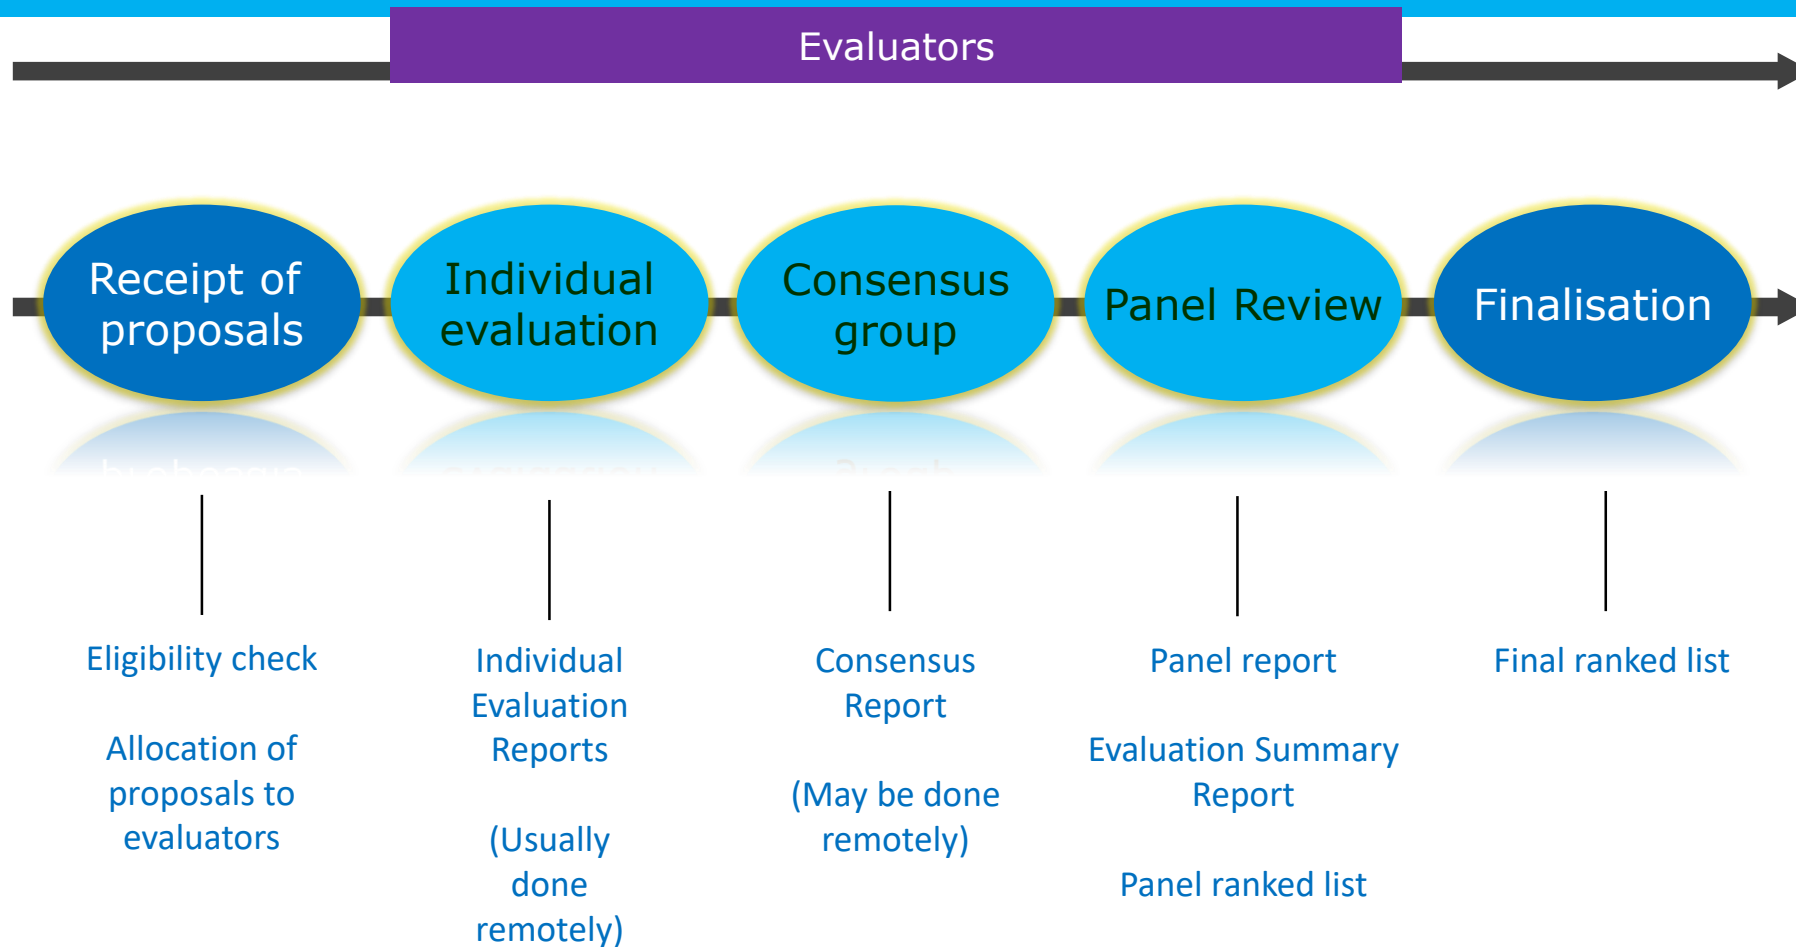 Evaluators
Receipt of
proposals
Individual
evaluation
Consensus
group
Panel Review
Finalisation
Eligibility check
Allocation of
proposals to
evaluators
Individual
Evaluation
Reports
(Usually
done
remotely)
Consensus
Report
(May be done
remotely)
Panel report
Evaluation Summary
Report
Panel ranked list
Final ranked list